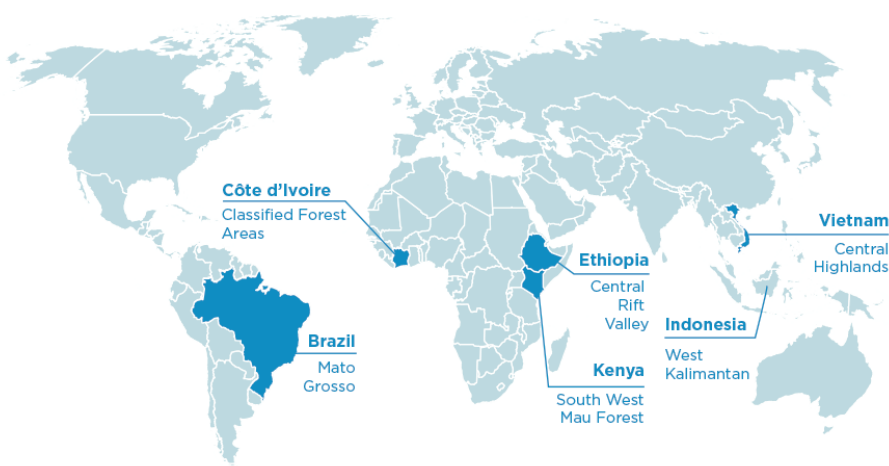 Côte d’Ivoire
Classified Forest
Areas
Brazil
Mato
Grosso
Ethiopia
Central
Rift
Valley
Kenya
South West
Mau Forest
Indonesia
West
Kalimantan
Vietnam
Central
Highlands